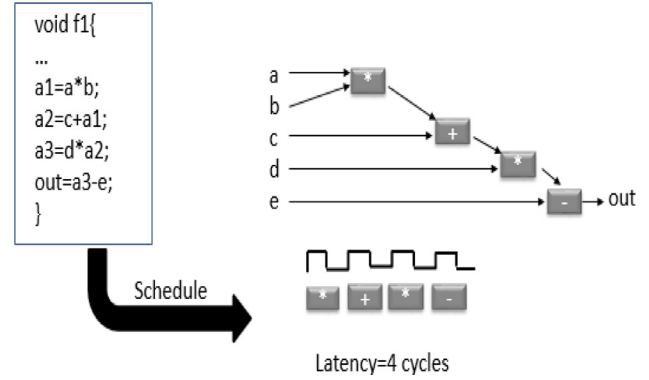 void f1{
...
a1=a*b;
a2=c+a1;
a3=d*a2;
out=a3-e;
}
a
*
b
c
+
d
*
e
-
out
Schedule
* + * -
Latency=4 cycles